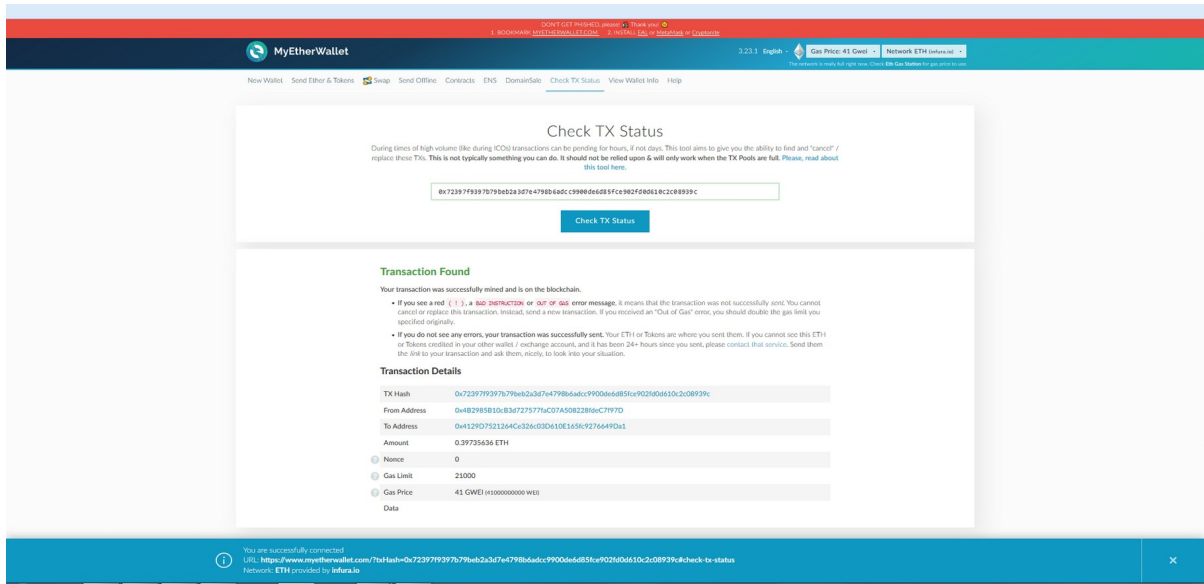 DON'T GET PHISHED, please! Thank you!
1. BOOKMARK MYETHERWALLET.COM 2. INSTALL EAL or MetaMask or Cryptonite
MyEtherWallet
3.23.1 English Gas Price: 41 Gwei Network ETH (infura.io)
The network is really full right now. Check Eth Gas Station for gas price to use.
New Wallet Send Ether & Tokens Swap Send Offline Contracts ENS DomainSale Check TX Status View Wallet Info Help
Check TX Status
During times of high volume (like during ICOs) transactions can be pending for hours, if not days. This tool aims to give you the ability to find and "cancel" /
replace these TXs. This is not typically something you can do. It should not be relied upon & will only work when the TX Pools are full. Please, read about
this tool here.
0x72397f9397b79beb2a3d7e4798b6adcc9900de6d85fce902fd0d610c2c08939c
Check TX Status
Transaction Found
Your transaction was successfully mined and is on the blockchain.
• If you see a red ( ! ), a BAD INSTRUCTION or OUT OF GAS error message, it means that the transaction was not successfully sent. You cannot
cancel or replace this transaction. Instead, send a new transaction. If you received an "Out of Gas" error, you should double the gas limit you
specified originally.
• If you do not see any errors, your transaction was successfully sent. Your ETH or Tokens are where you sent them. If you cannot see this ETH
or Tokens credited in your other wallet / exchange account, and it has been 24+ hours since you sent, please contact that service. Send them
the link to your transaction and ask them, nicely, to look into your situation.
Transaction Details
TX Hash 0x72397f9397b79beb2a3d7e4798b6adcc9900de6d85fce902fd0d610c2c08939c
From Address 0x4B2985B10cB3d727577faC07A508228fdeC7f97D
To Address 0x4129D7521264Ce326c03D610E165fc9276649Da1
Amount 0.39735636 ETH
Nonce 0
Gas Limit 21000
Gas Price 41 GWEI (41000000000 WEI)
Data
You are successfully connected
URL: https://www.myetherwallet.com/?txHash=0x72397f9397b79beb2a3d7e4798b6adcc9900de6d85fce902fd0d610c2c08939c#check-tx-status
Network: ETH provided by infura.io